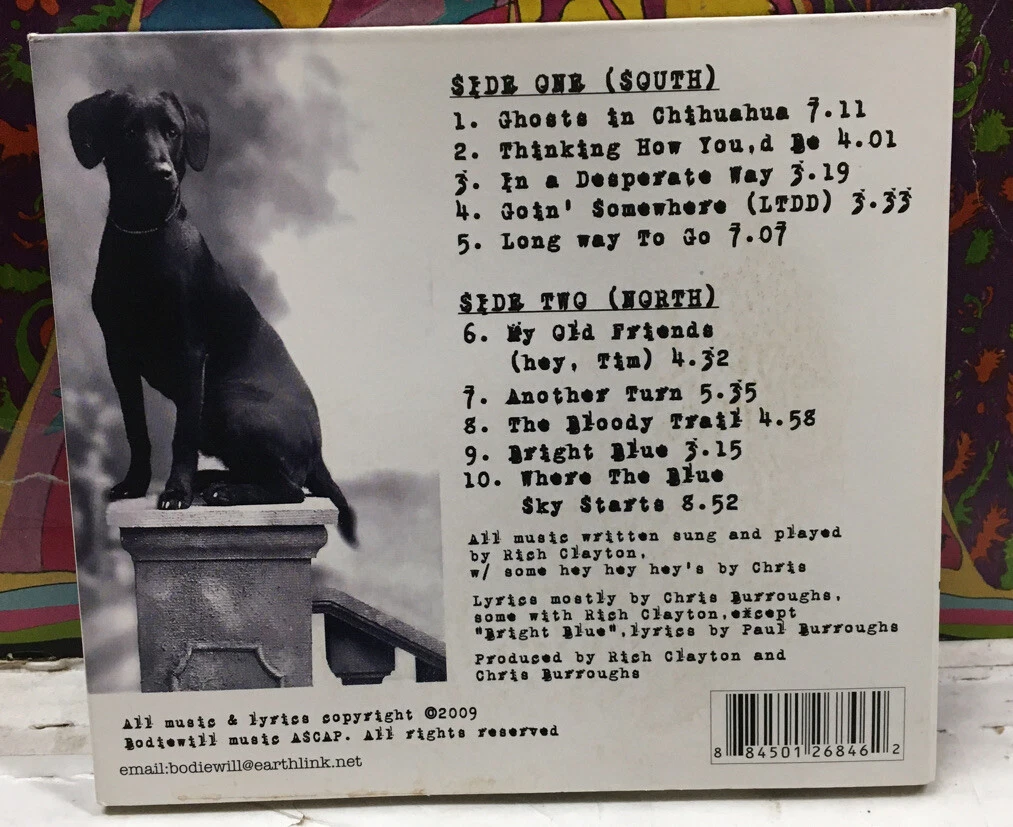 SIDE ONE (SOUTH)
1. Ghosts in Chihuahua 7.11
2. Thinking How You,d Be 4.01
3. In a Desperate Way 3.19
4. Goin' Somewhere (LTDD) 3.33
5. Long way To Go 7.07
SIDE TWO (NORTH)
6. My Old Friends
(hey, Tim) 4.32
7. Another Turn 5.35
8. The Bloody Trail 4.58
9. Bright Blue 3.15
10. Where The Blue
Sky Starts 8.52
All music written sung and played
by Rich Clayton,
w/ some hey hey hey's by Chris
Lyrics mostly by Chris Burroughs,
some with Rich Clayton,except
"Bright Blue",lyrics by Paul Burroughs
Produced by Rich Clayton and
Chris Burroughs
All music & lyrics copyright ©2009
Bodiewill music ASCAP. All rights reserved
email:bodiewill@earthlink.net
8 84501 26846 2